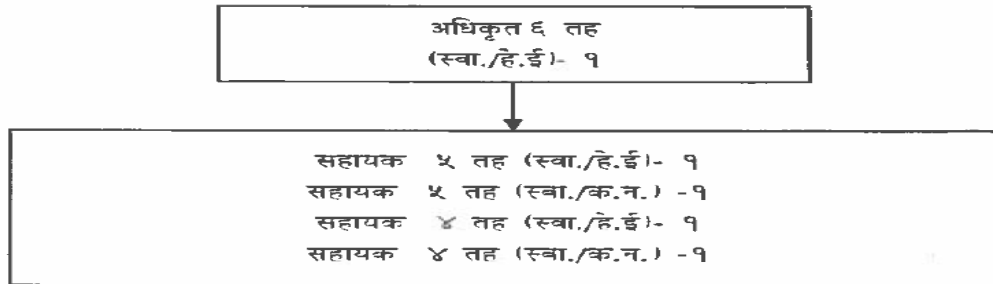 अधिकृत ६ तह
(स्वा./हे.ई)- १
सहायक ५ तह (स्वा./हे.ई)- १
सहायक ५ तह (स्वा./क.न.) -१
सहायक ४ तह (स्वा./हे.ई)- १
सहायक ४ तह (स्वा./क.न.) -१